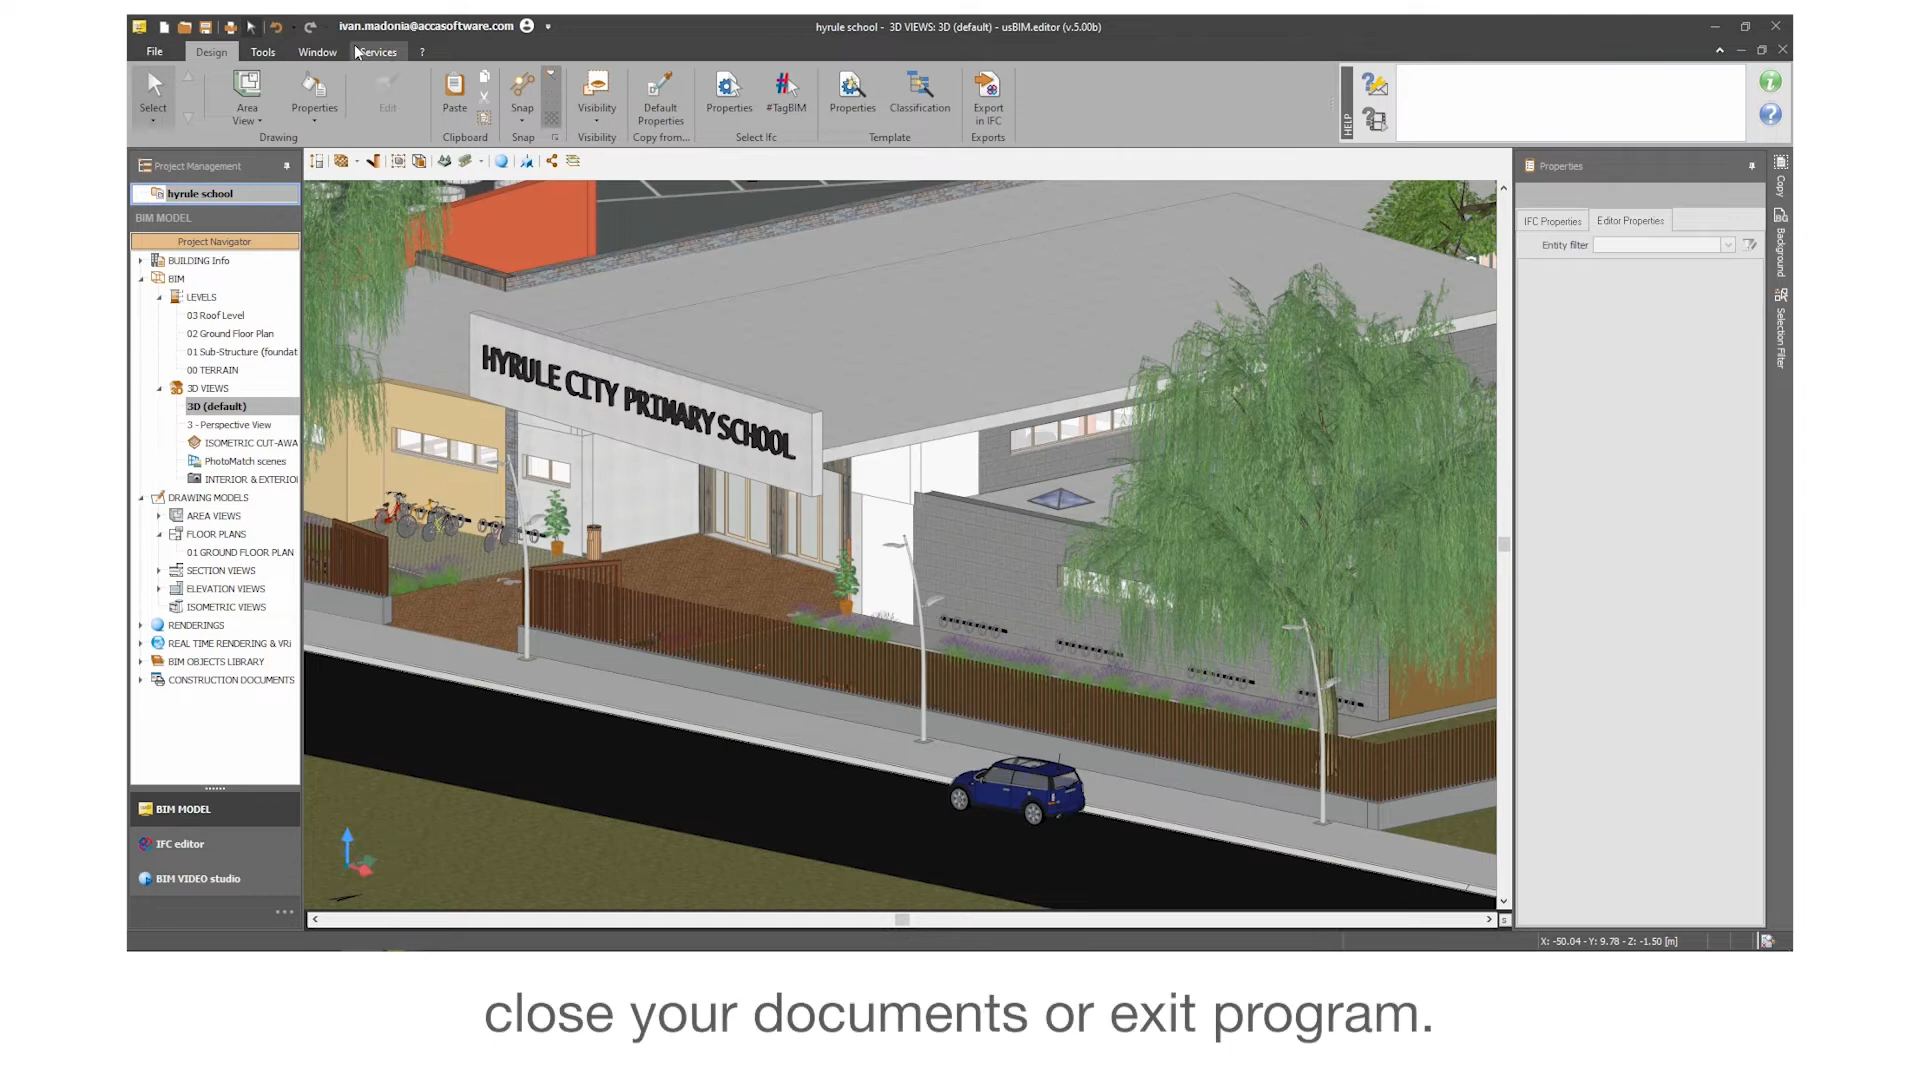 ivan.madonia@accasoftware.com
hyrule school - 3D VIEWS: 3D (default) - usBIM.editor (v.5.00b)
File
Design
Tools
Window
Services
?
Select
Area View
Properties
Drawing
Edit
Paste
Clipboard
Snap
Snap
Visibility
Visibility
Default Properties
Copy from...
Properties
#TagBIM
Select Ifc
Properties
Classification
Template
Export in IFC
Exports
HELP
Project Management
hyrule school
BIM MODEL
Project Navigator
BUILDING Info
BIM
LEVELS
03 Roof Level
02 Ground Floor Plan
01 Sub-Structure (foundat
00 TERRAIN
3D VIEWS
3D (default)
3 - Perspective View
ISOMETRIC CUT-AWA
PhotoMatch scenes
INTERIOR & EXTERIO
DRAWING MODELS
AREA VIEWS
FLOOR PLANS
01 GROUND FLOOR PLAN
SECTION VIEWS
ELEVATION VIEWS
ISOMETRIC VIEWS
RENDERINGS
REAL TIME RENDERING & VRi
BIM OBJECTS LIBRARY
CONSTRUCTION DOCUMENTS
BIM MODEL
IFC editor
BIM VIDEO studio
HYRULE CITY PRIMARY SCHOOL
Properties
IFC Properties
Editor Properties
Entity filter
Copy
Background
Selection Filter
S
X: -50.04 - Y: 9.78 - Z: -1.50 [m]
close your documents or exit program.